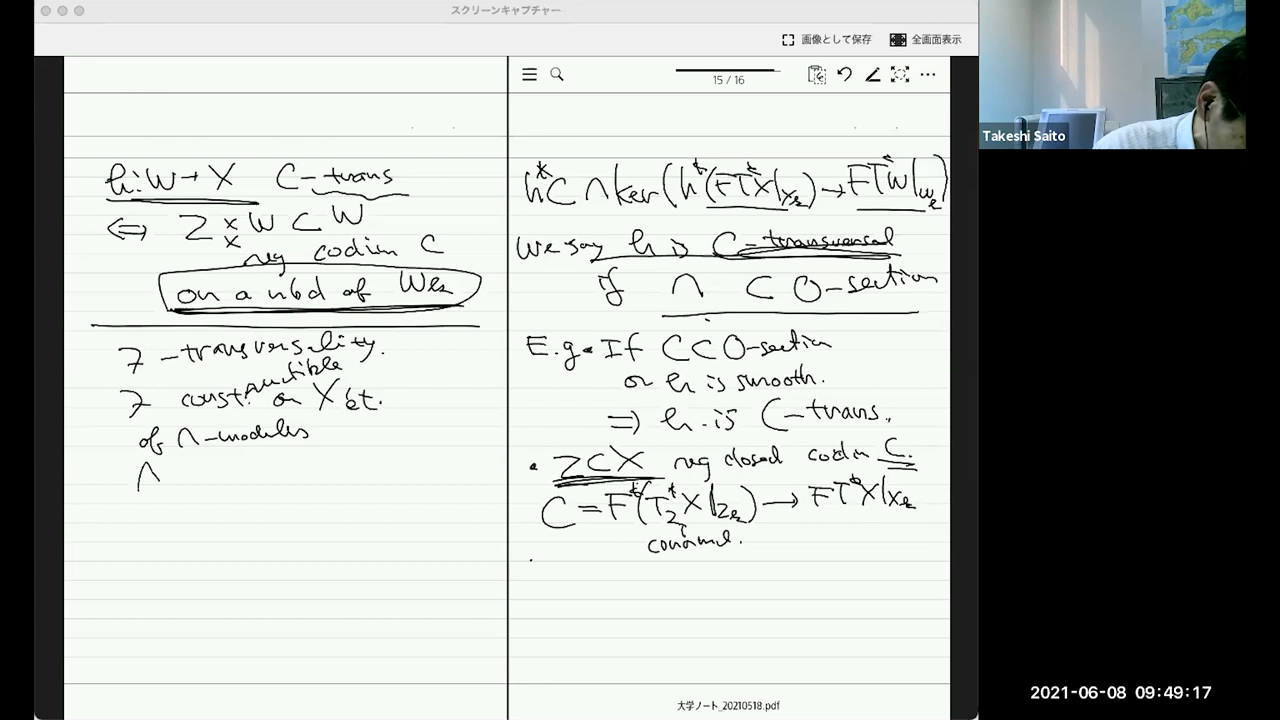 スクリーンキャプチャー
画像として保存 全画面表示
15 / 16
Takeshi Saito
h: W → X C-trans
⇔ Z ×_X W ⊂ W
reg codim C
on a nbd of W_k
F-transversality.
F constructible on X ét.
of Λ-modules
Λ
h*C ∩ ker (h*(FT*X|_{X_k}) → FT*W|_{W_k})
We say h is C-transversal
if ∩ ⊂ 0-section
E.g. • If C ⊂ 0-section
or h is smooth.
⇒ h is C-trans.
• Z ⊂ X reg closed codim C.
C = F*(T*_Z X|_{Z_k}) → FT*X|_{X_k}
conormal.
大学ノート_20210518.pdf
2021-06-08 09:49:17